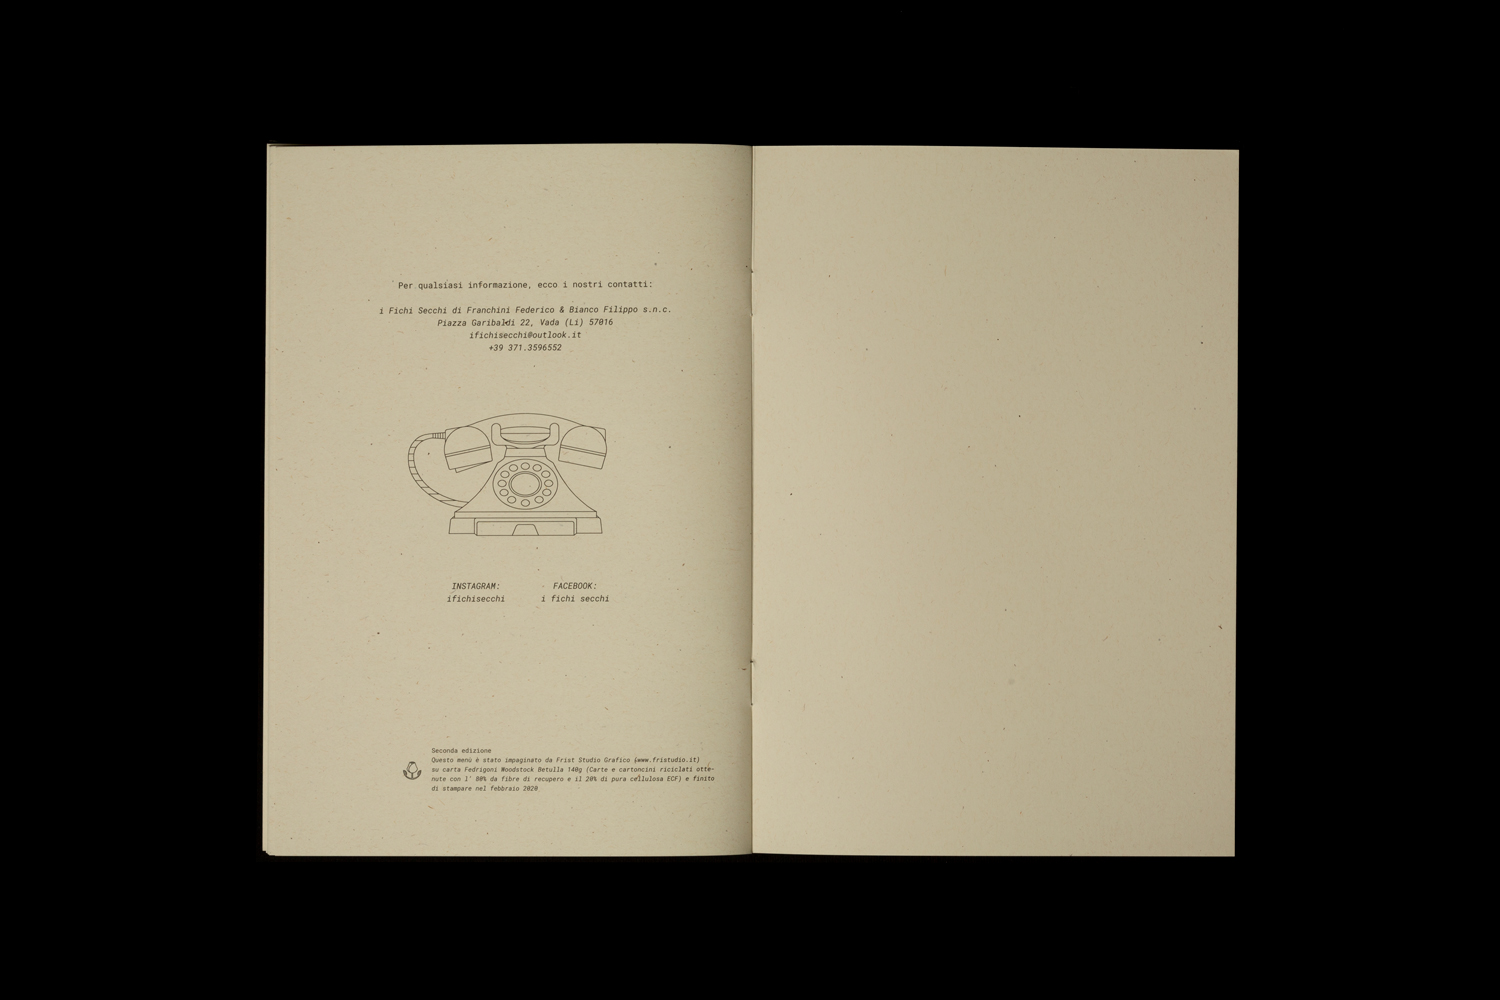 Per qualsiasi informazione, ecco i nostri contatti:
i Fichi Secchi di Franchini Federico & Bianco Filippo s.n.c.
Piazza Garibaldi 22, Vada (Li) 57016
ifichisecchi@outlook.it
+39 371.3596552
INSTAGRAM:
ifichisecchi
FACEBOOK:
i fichi secchi
Seconda edizione
Questo menù è stato impaginato da Frist Studio Grafico (www.fristudio.it)
su carta Fedrigoni Woodstock Betulla 140g (Carte e cartoncini riciclati otte-
nute con l' 80% da fibre di recupero e il 20% di pura cellulosa ECF) e finito
di stampare nel febbraio 2020